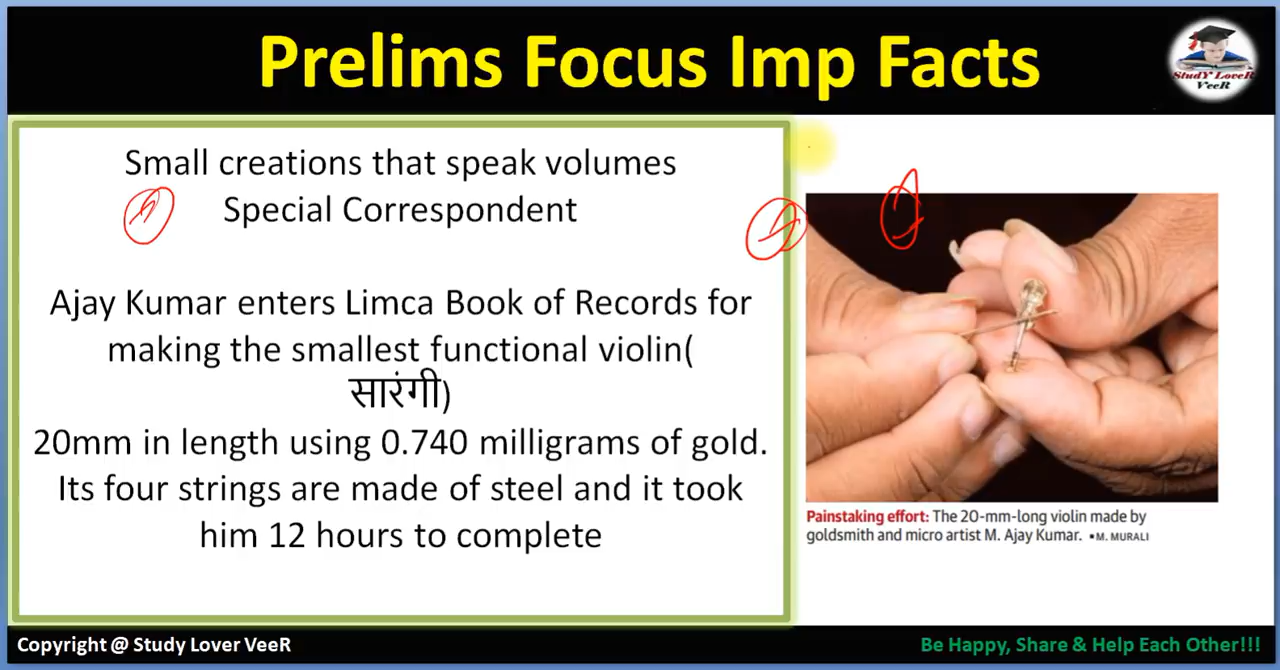 Prelims Focus Imp Facts
StudY LoveR
VeeR
Small creations that speak volumes
Special Correspondent
Ajay Kumar enters Limca Book of Records for
making the smallest functional violin(
सारंगी)
20mm in length using 0.740 milligrams of gold.
Its four strings are made of steel and it took
him 12 hours to complete
Painstaking effort: The 20-mm-long violin made by
goldsmith and micro artist M. Ajay Kumar. •M. MURALI
Copyright @ Study Lover VeeR
Be Happy, Share & Help Each Other!!!